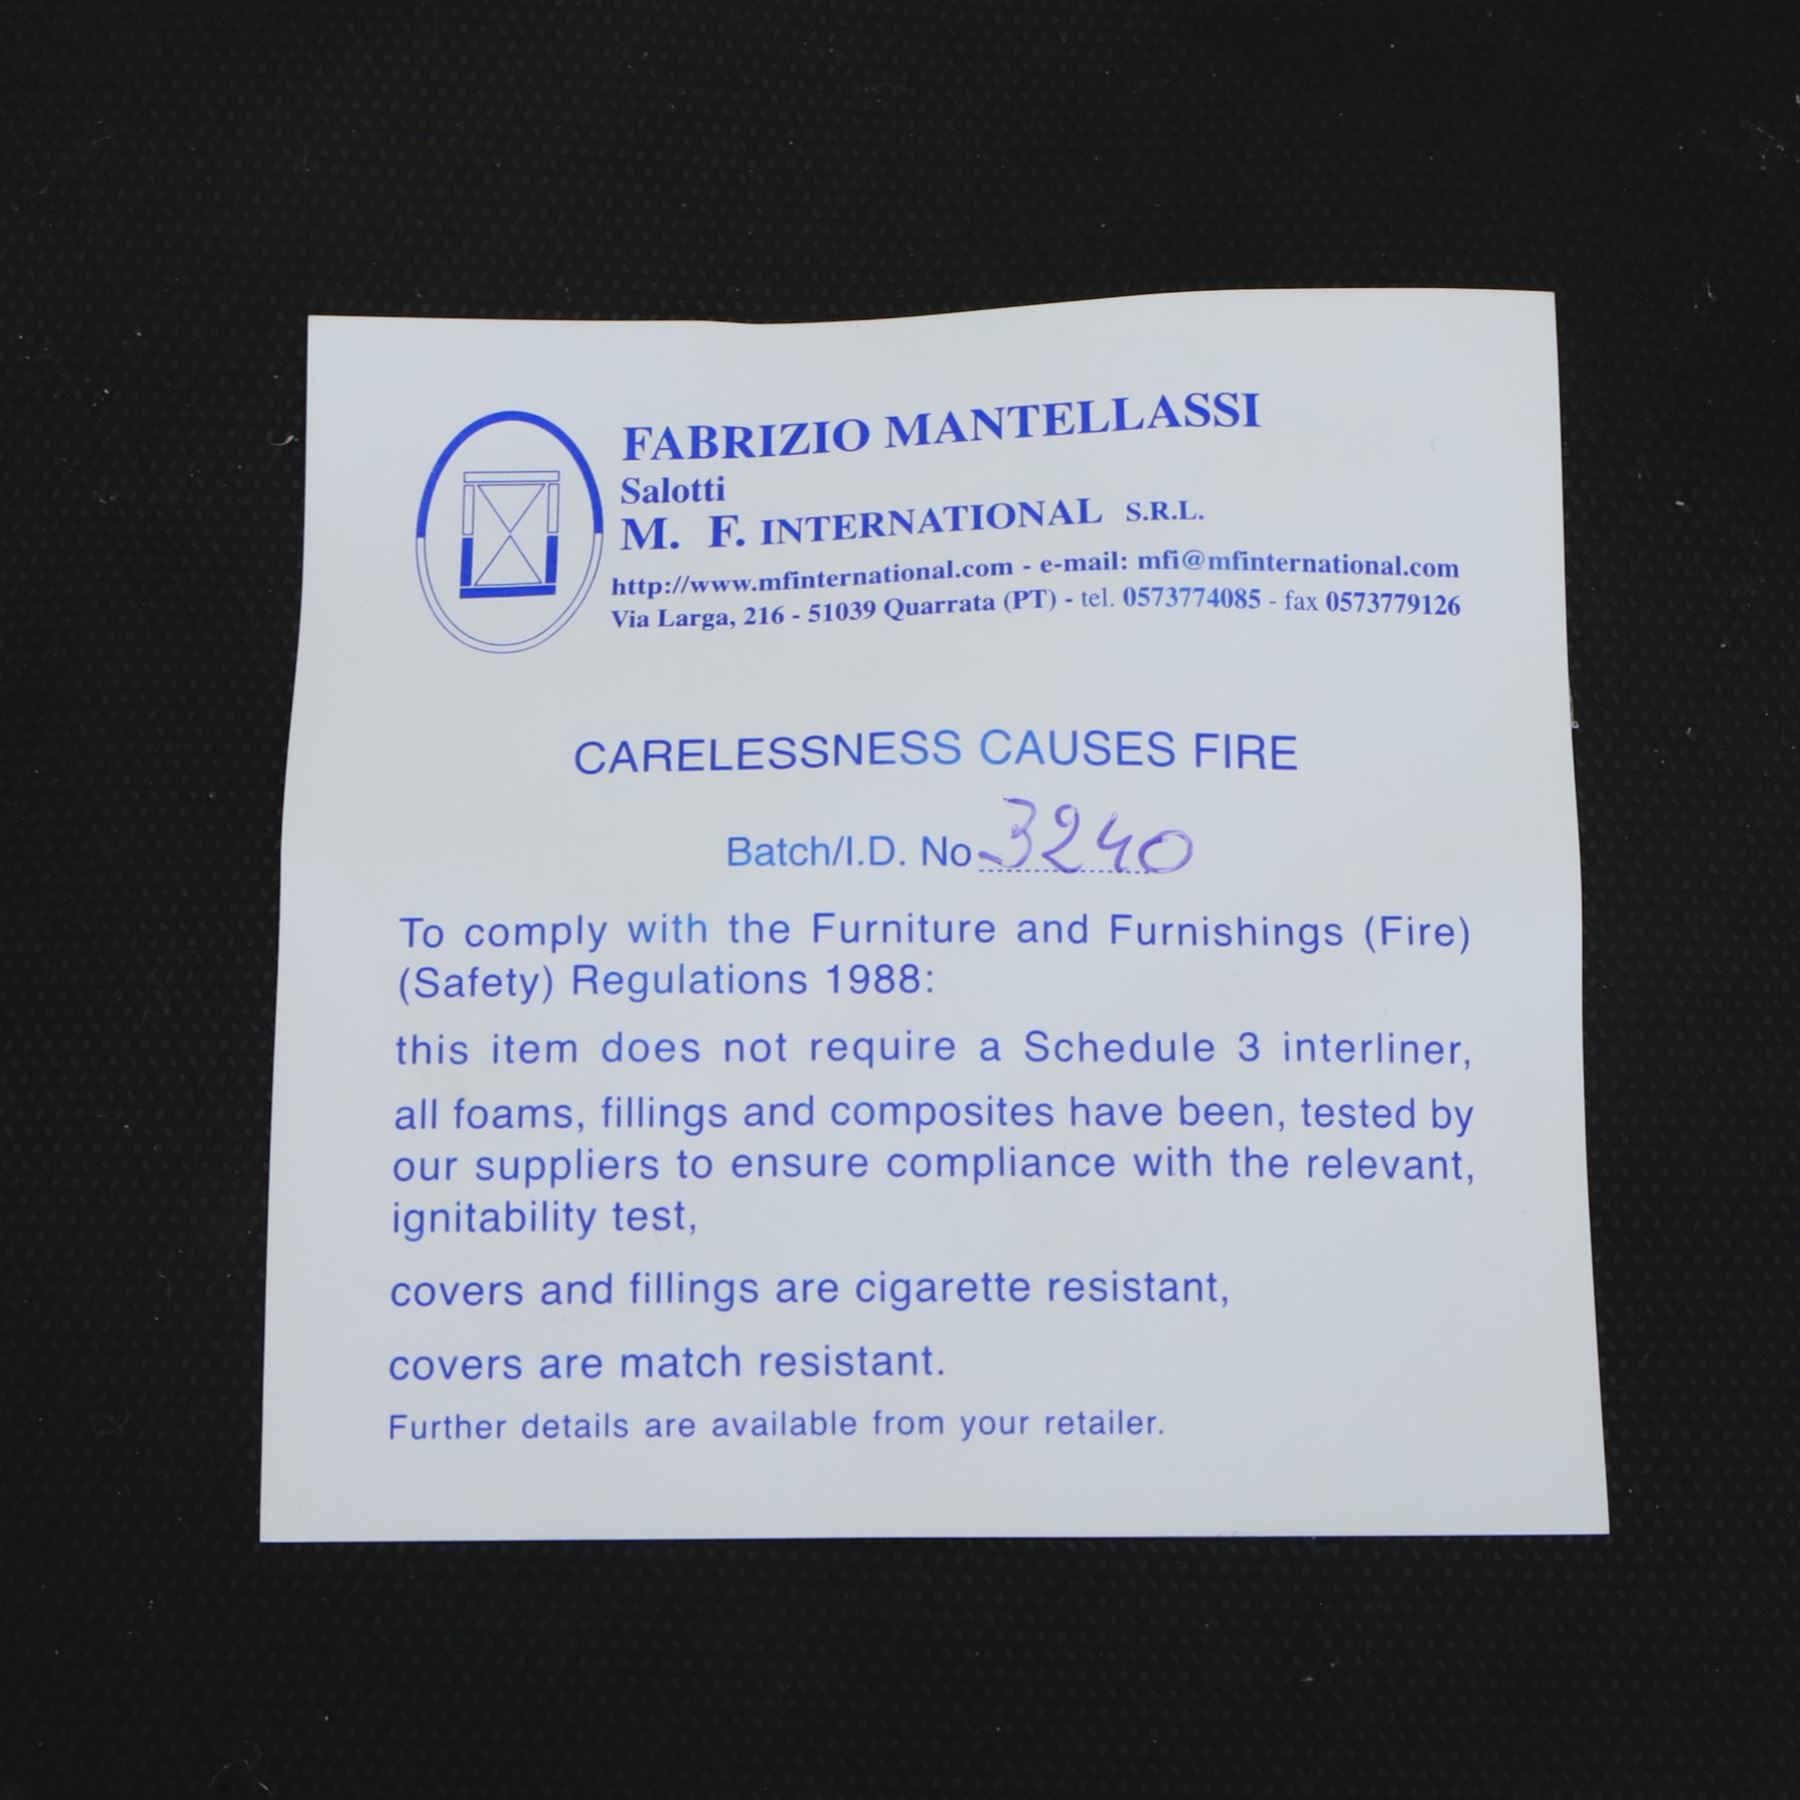 FABRIZIO MANTELLASSI
Salotti
M. F. INTERNATIONAL S.R.L.
http://www.mfinternational.com - e-mail: mfi@mfinternational.com
Via Larga, 216 - 51039 Quarrata (PT) - tel. 0573774085 - fax 0573779126
CARELESSNESS CAUSES FIRE
Batch/I.D. No 3240
To comply with the Furniture and Furnishings (Fire)
(Safety) Regulations 1988:
this item does not require a Schedule 3 interliner,
all foams, fillings and composites have been, tested by
our suppliers to ensure compliance with the relevant,
ignitability test,
covers and fillings are cigarette resistant,
covers are match resistant.
Further details are available from your retailer.